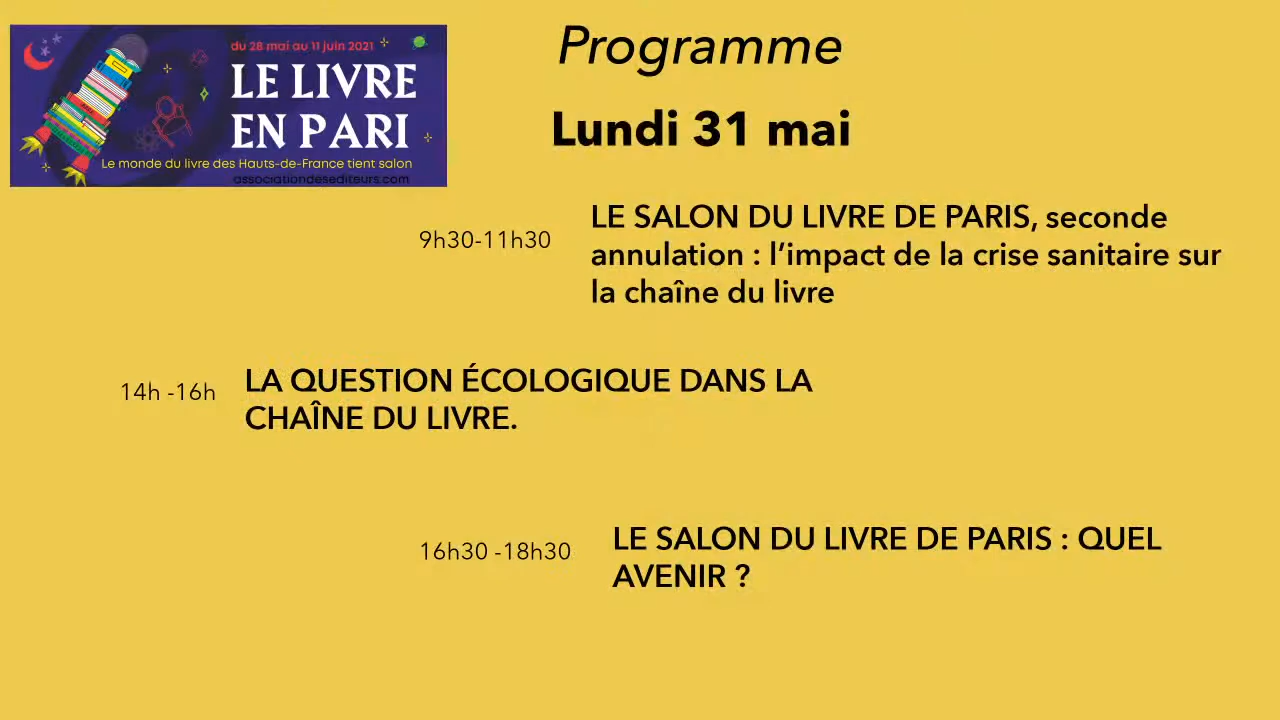 du 28 mai au 11 juin 2021
LE LIVRE
EN PARI
Le monde du livre des Hauts-de-France tient salon
associationdesediteurs.com
Programme
Lundi 31 mai
9h30-11h30
LE SALON DU LIVRE DE PARIS, seconde
annulation : l’impact de la crise sanitaire sur
la chaîne du livre
14h -16h
LA QUESTION ÉCOLOGIQUE DANS LA
CHAÎNE DU LIVRE.
16h30 -18h30
LE SALON DU LIVRE DE PARIS : QUEL
AVENIR ?